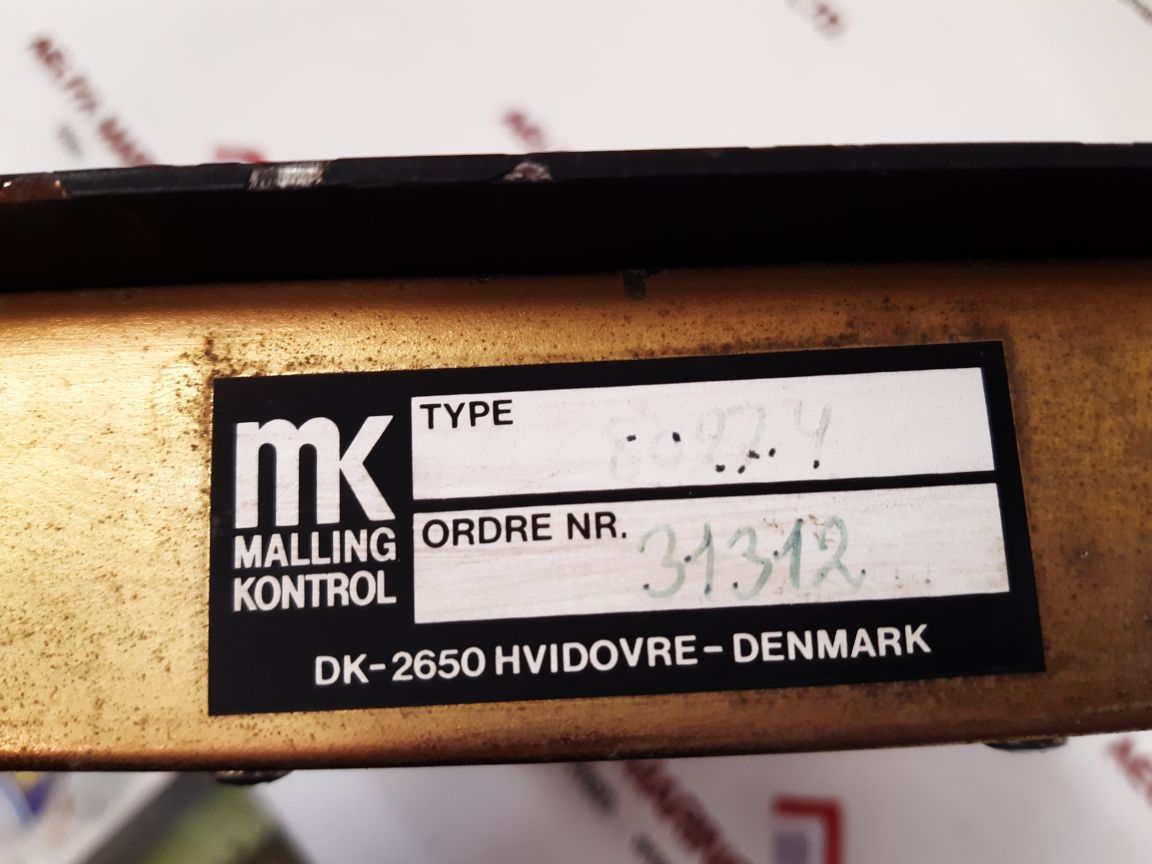 mK
MALLING
KONTROL
TYPE
ORDRE NR. 31312
DK-2650 HVIDOVRE-DENMARK